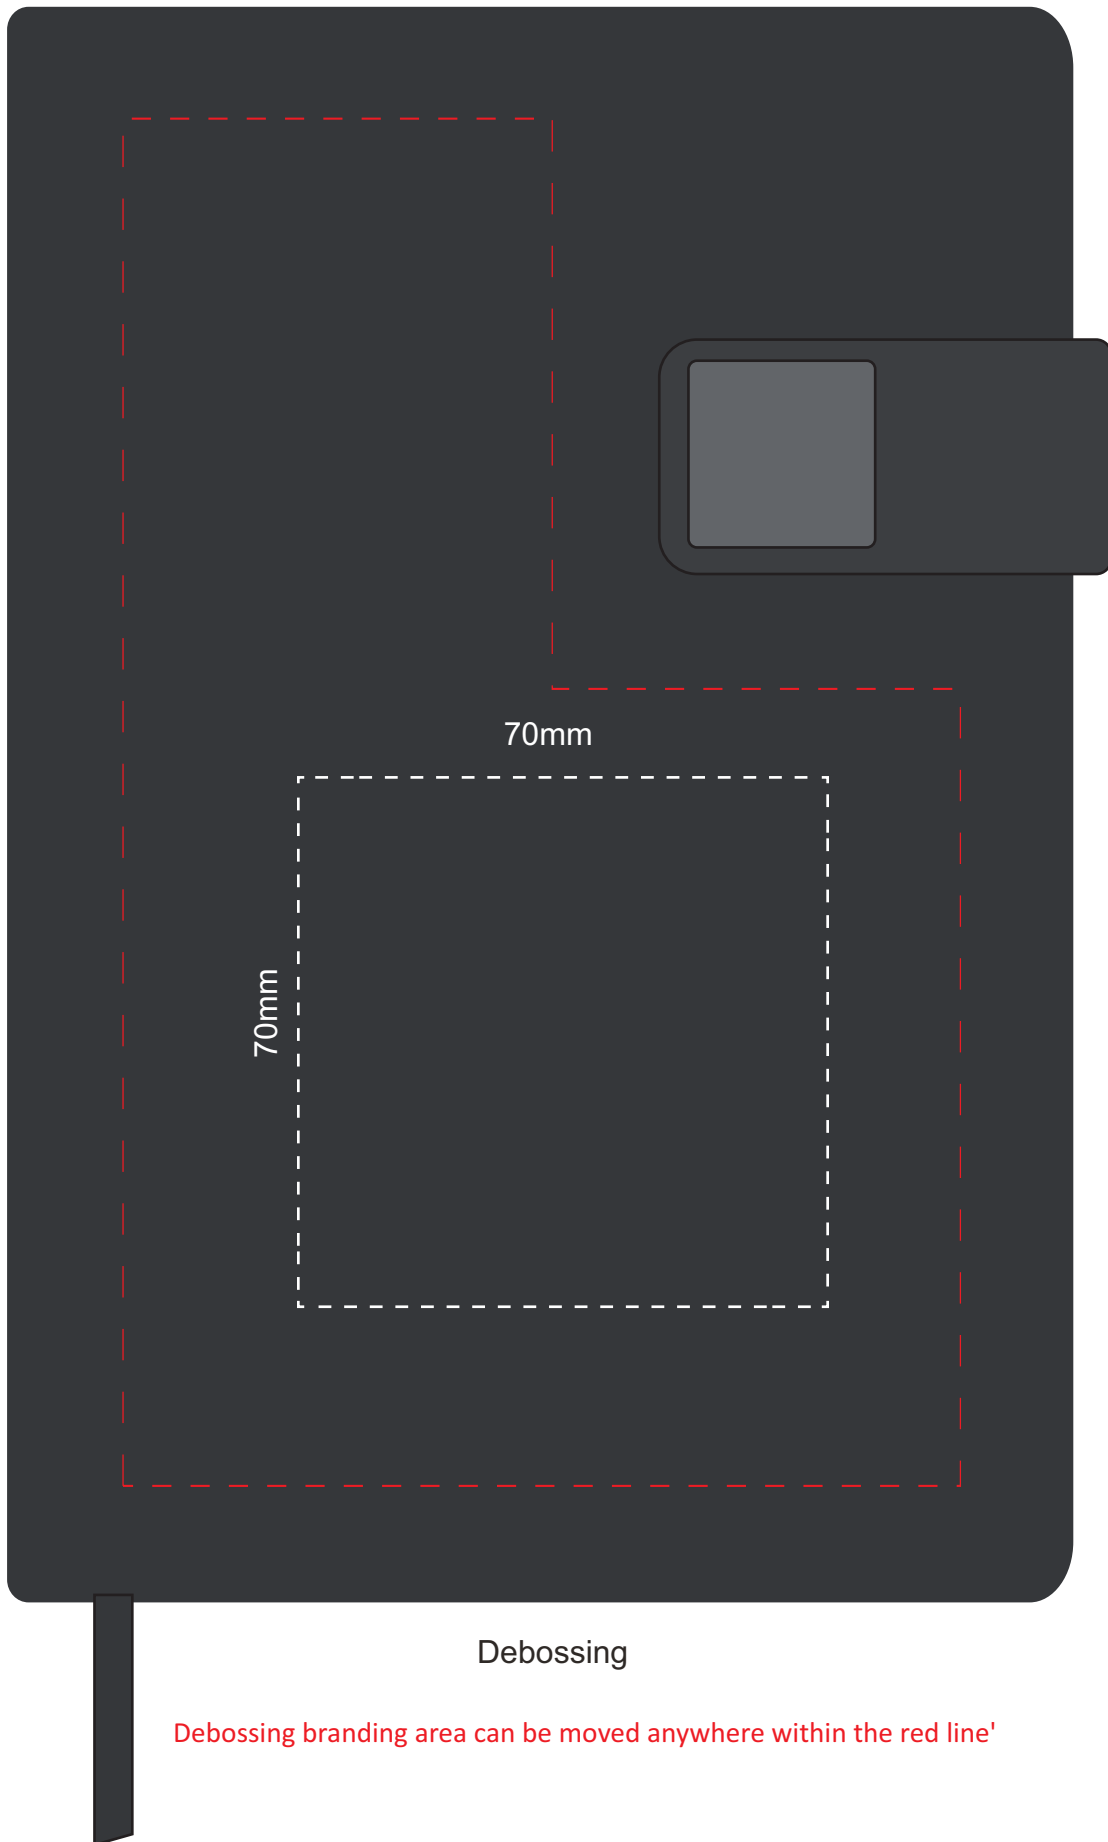 70mm
70mm
Debossing
Debossing branding area can be moved anywhere within the red line'